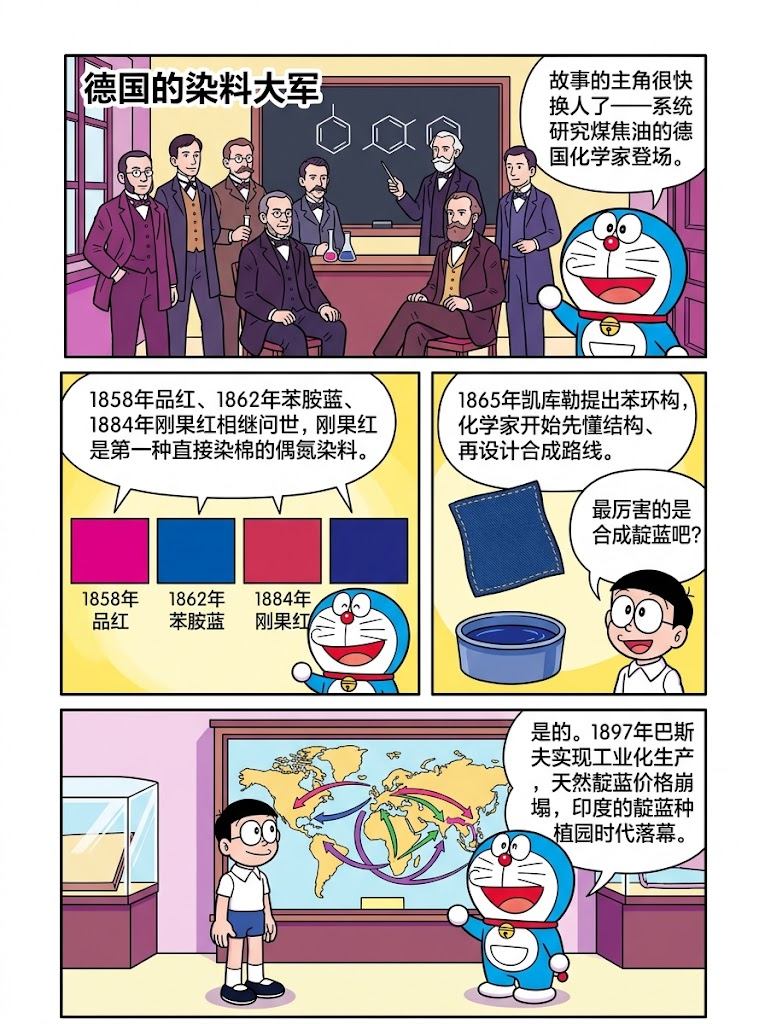 德国的染料大军
故事的主角很快
换人了——系统
研究煤焦油的德
国化学家登场。
1858年品红、1862年苯胺蓝、
1884年刚果红相继问世，刚果红
是第一种直接染棉的偶氮染料。
1858年
品红
1862年
苯胺蓝
1884年
刚果红
1865年凯库勒提出苯环构，
化学家开始先懂结构、
再设计合成路线。
最厉害的是
合成靛蓝吧？
是的。1897年巴斯
夫实现工业化生产
，天然靛蓝价格崩
塌，印度的靛蓝种
植园时代落幕。